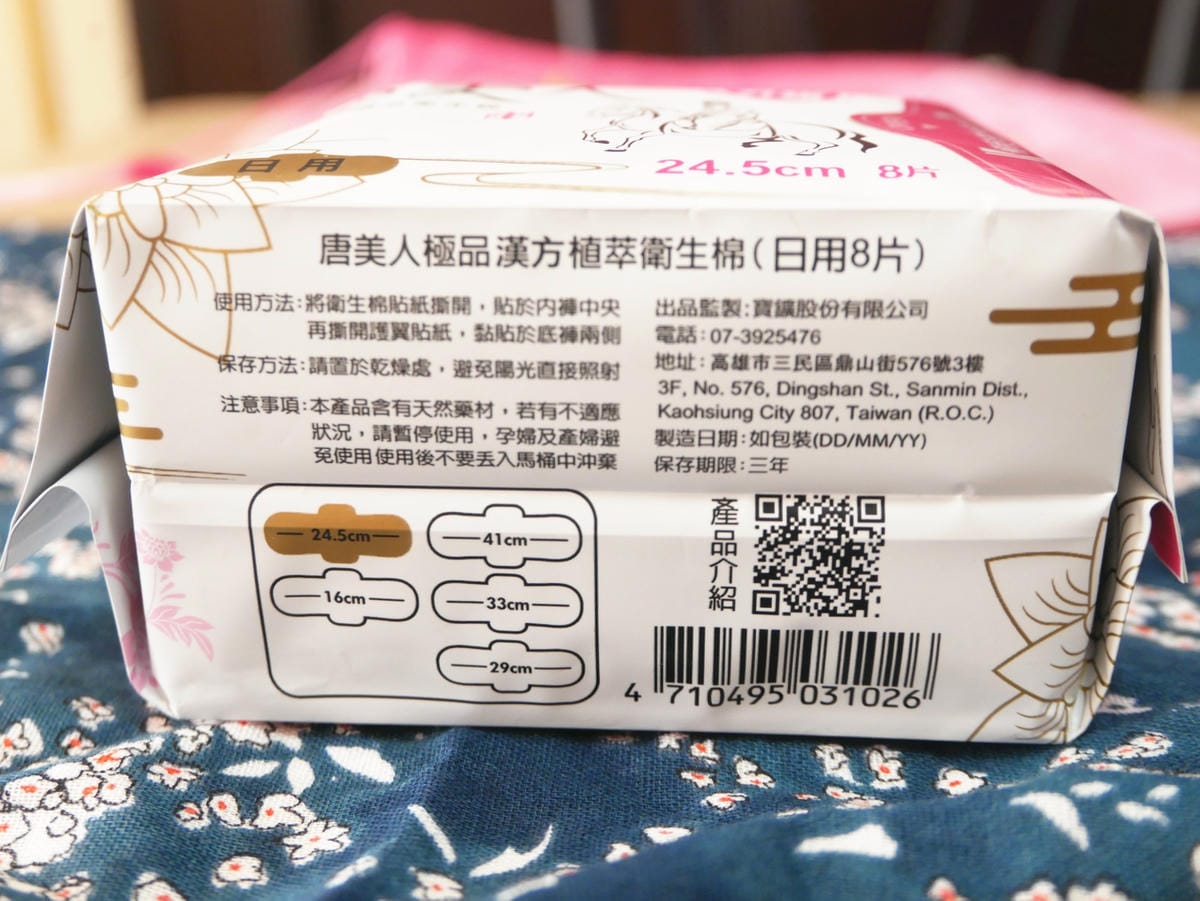 日用
24.5cm 8片
唐美人極品漢方植萃衛生棉(日用8片)
使用方法:將衛生棉貼紙撕開,貼於內褲中央
再撕開護翼貼紙,黏貼於底褲兩側
保存方法:請置於乾燥處,避免陽光直接照射
注意事項:本產品含有天然藥材,若有不適應
狀況,請暫停使用,孕婦及產婦避
免使用 使用後不要丟入馬桶中沖棄
出品監製:寶鑛股份有限公司
電話:07-3925476
地址:高雄市三民區鼎山街576號3樓
3F, No. 576, Dingshan St., Sanmin Dist.,
Kaohsiung City 807, Taiwan (R.O.C.)
製造日期:如包裝(DD/MM/YY)
保存期限:三年
24.5cm
41cm
16cm
33cm
29cm
產品介紹
4 710495 031026